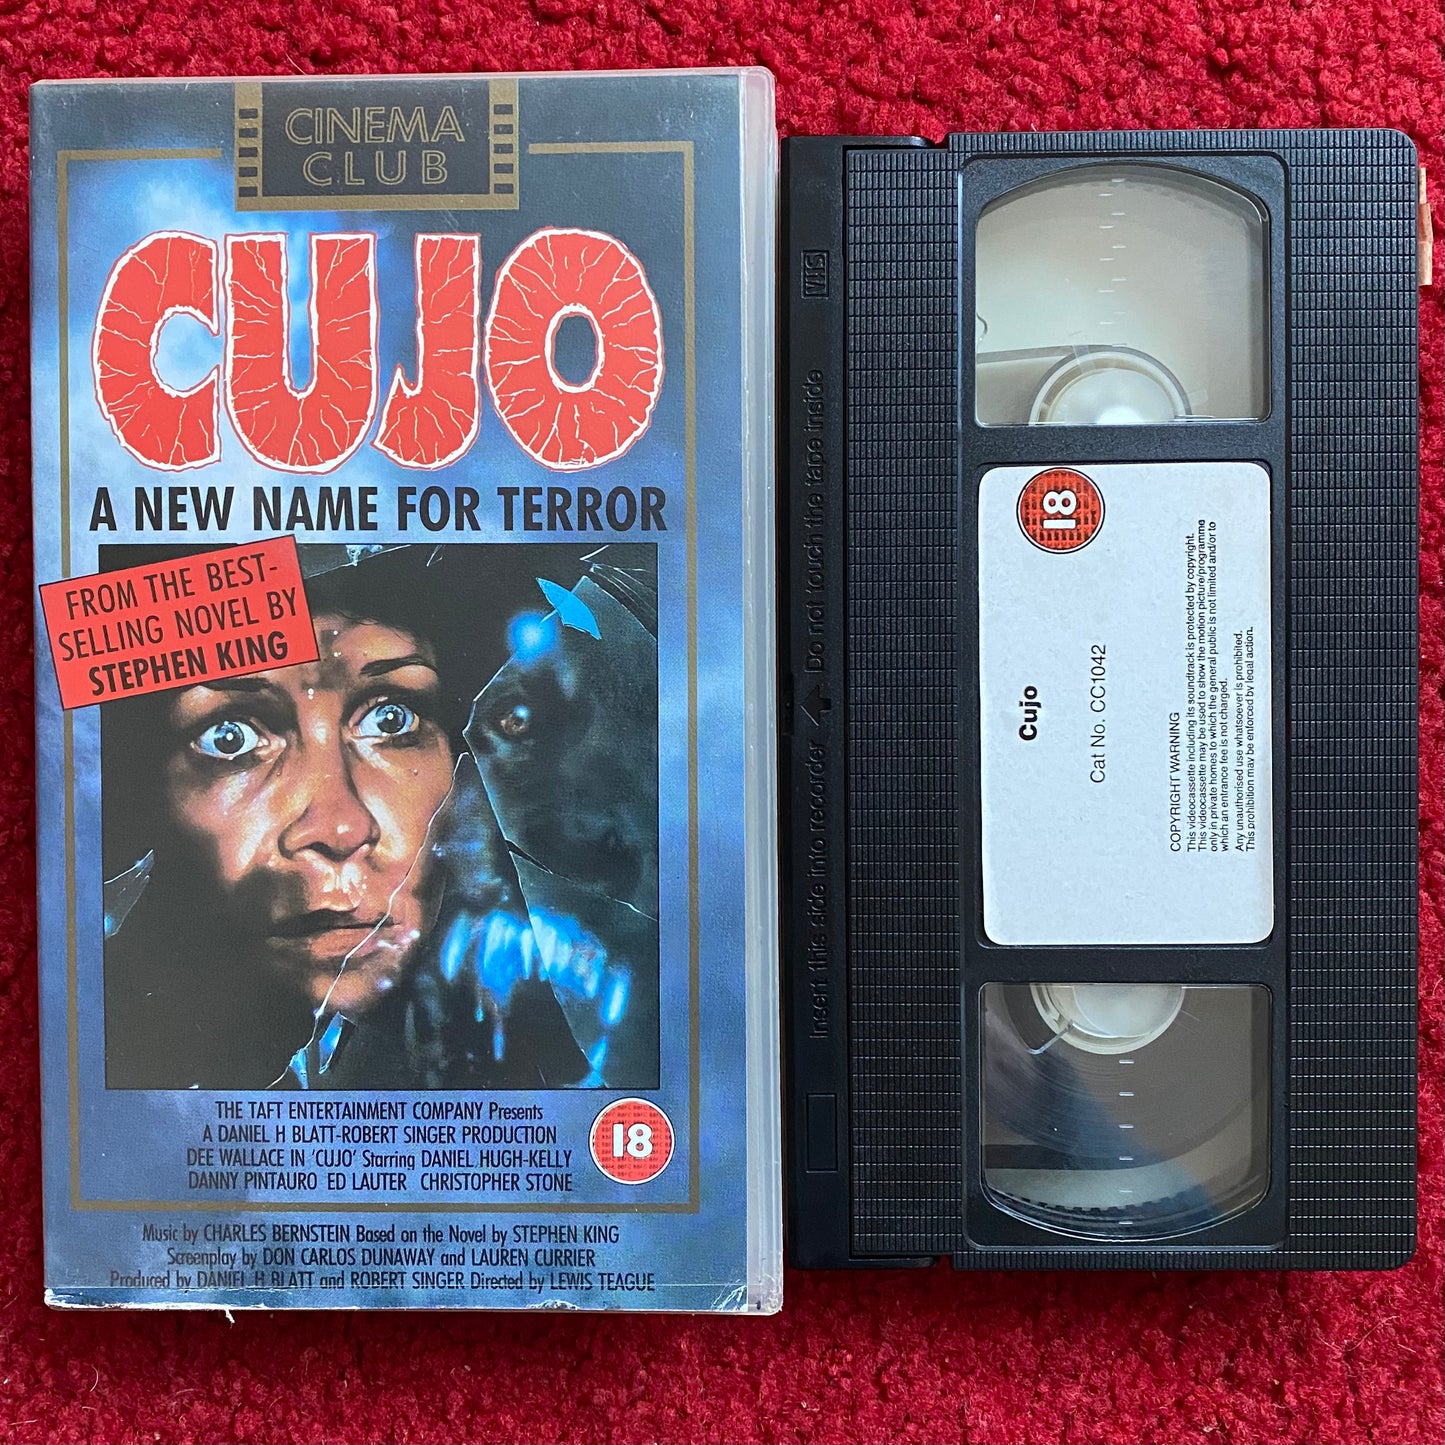 CINEMA
CLUB
CUJO
A NEW NAME FOR TERROR
FROM THE BEST-
SELLING NOVEL BY
STEPHEN KING
THE TAFT ENTERTAINMENT COMPANY Presents
A DANIEL H BLATT-ROBERT SINGER PRODUCTION
DEE WALLACE IN 'CUJO' Starring DANIEL HUGH-KELLY
DANNY PINTAURO ED LAUTER CHRISTOPHER STONE
18
Music by CHARLES BERNSTEIN Based on the Novel by STEPHEN KING
Screenplay by DON CARLOS DUNAWAY and LAUREN CURRIER
Produced by DANIEL H BLATT and ROBERT SINGER Directed by LEWIS TEAGUE
VHS
Insert this side into recorder
Do not touch the tape inside
18
Cujo
Cat No. CC1042
COPYRIGHT WARNING
This videocassette including its soundtrack is protected by copyright.
This videocassette may be used to show the motion picture/programme
only in private homes to which the general public is not limited and/or to
which an entrance fee is not charged.
Any unauthorised use whatsoever is prohibited.
This prohibition may be enforced by legal action.